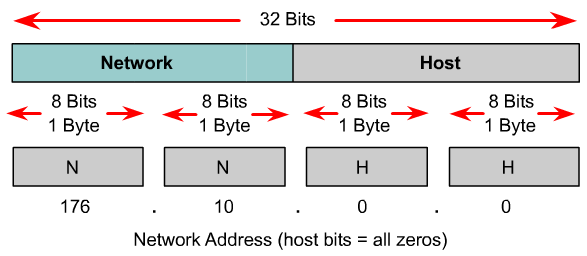 32 Bits
Network Host
8 Bits 8 Bits 8 Bits 8 Bits
1 Byte 1 Byte 1 Byte 1 Byte
N N H H
176 . 10 . 0 . 0
Network Address (host bits = all zeros)